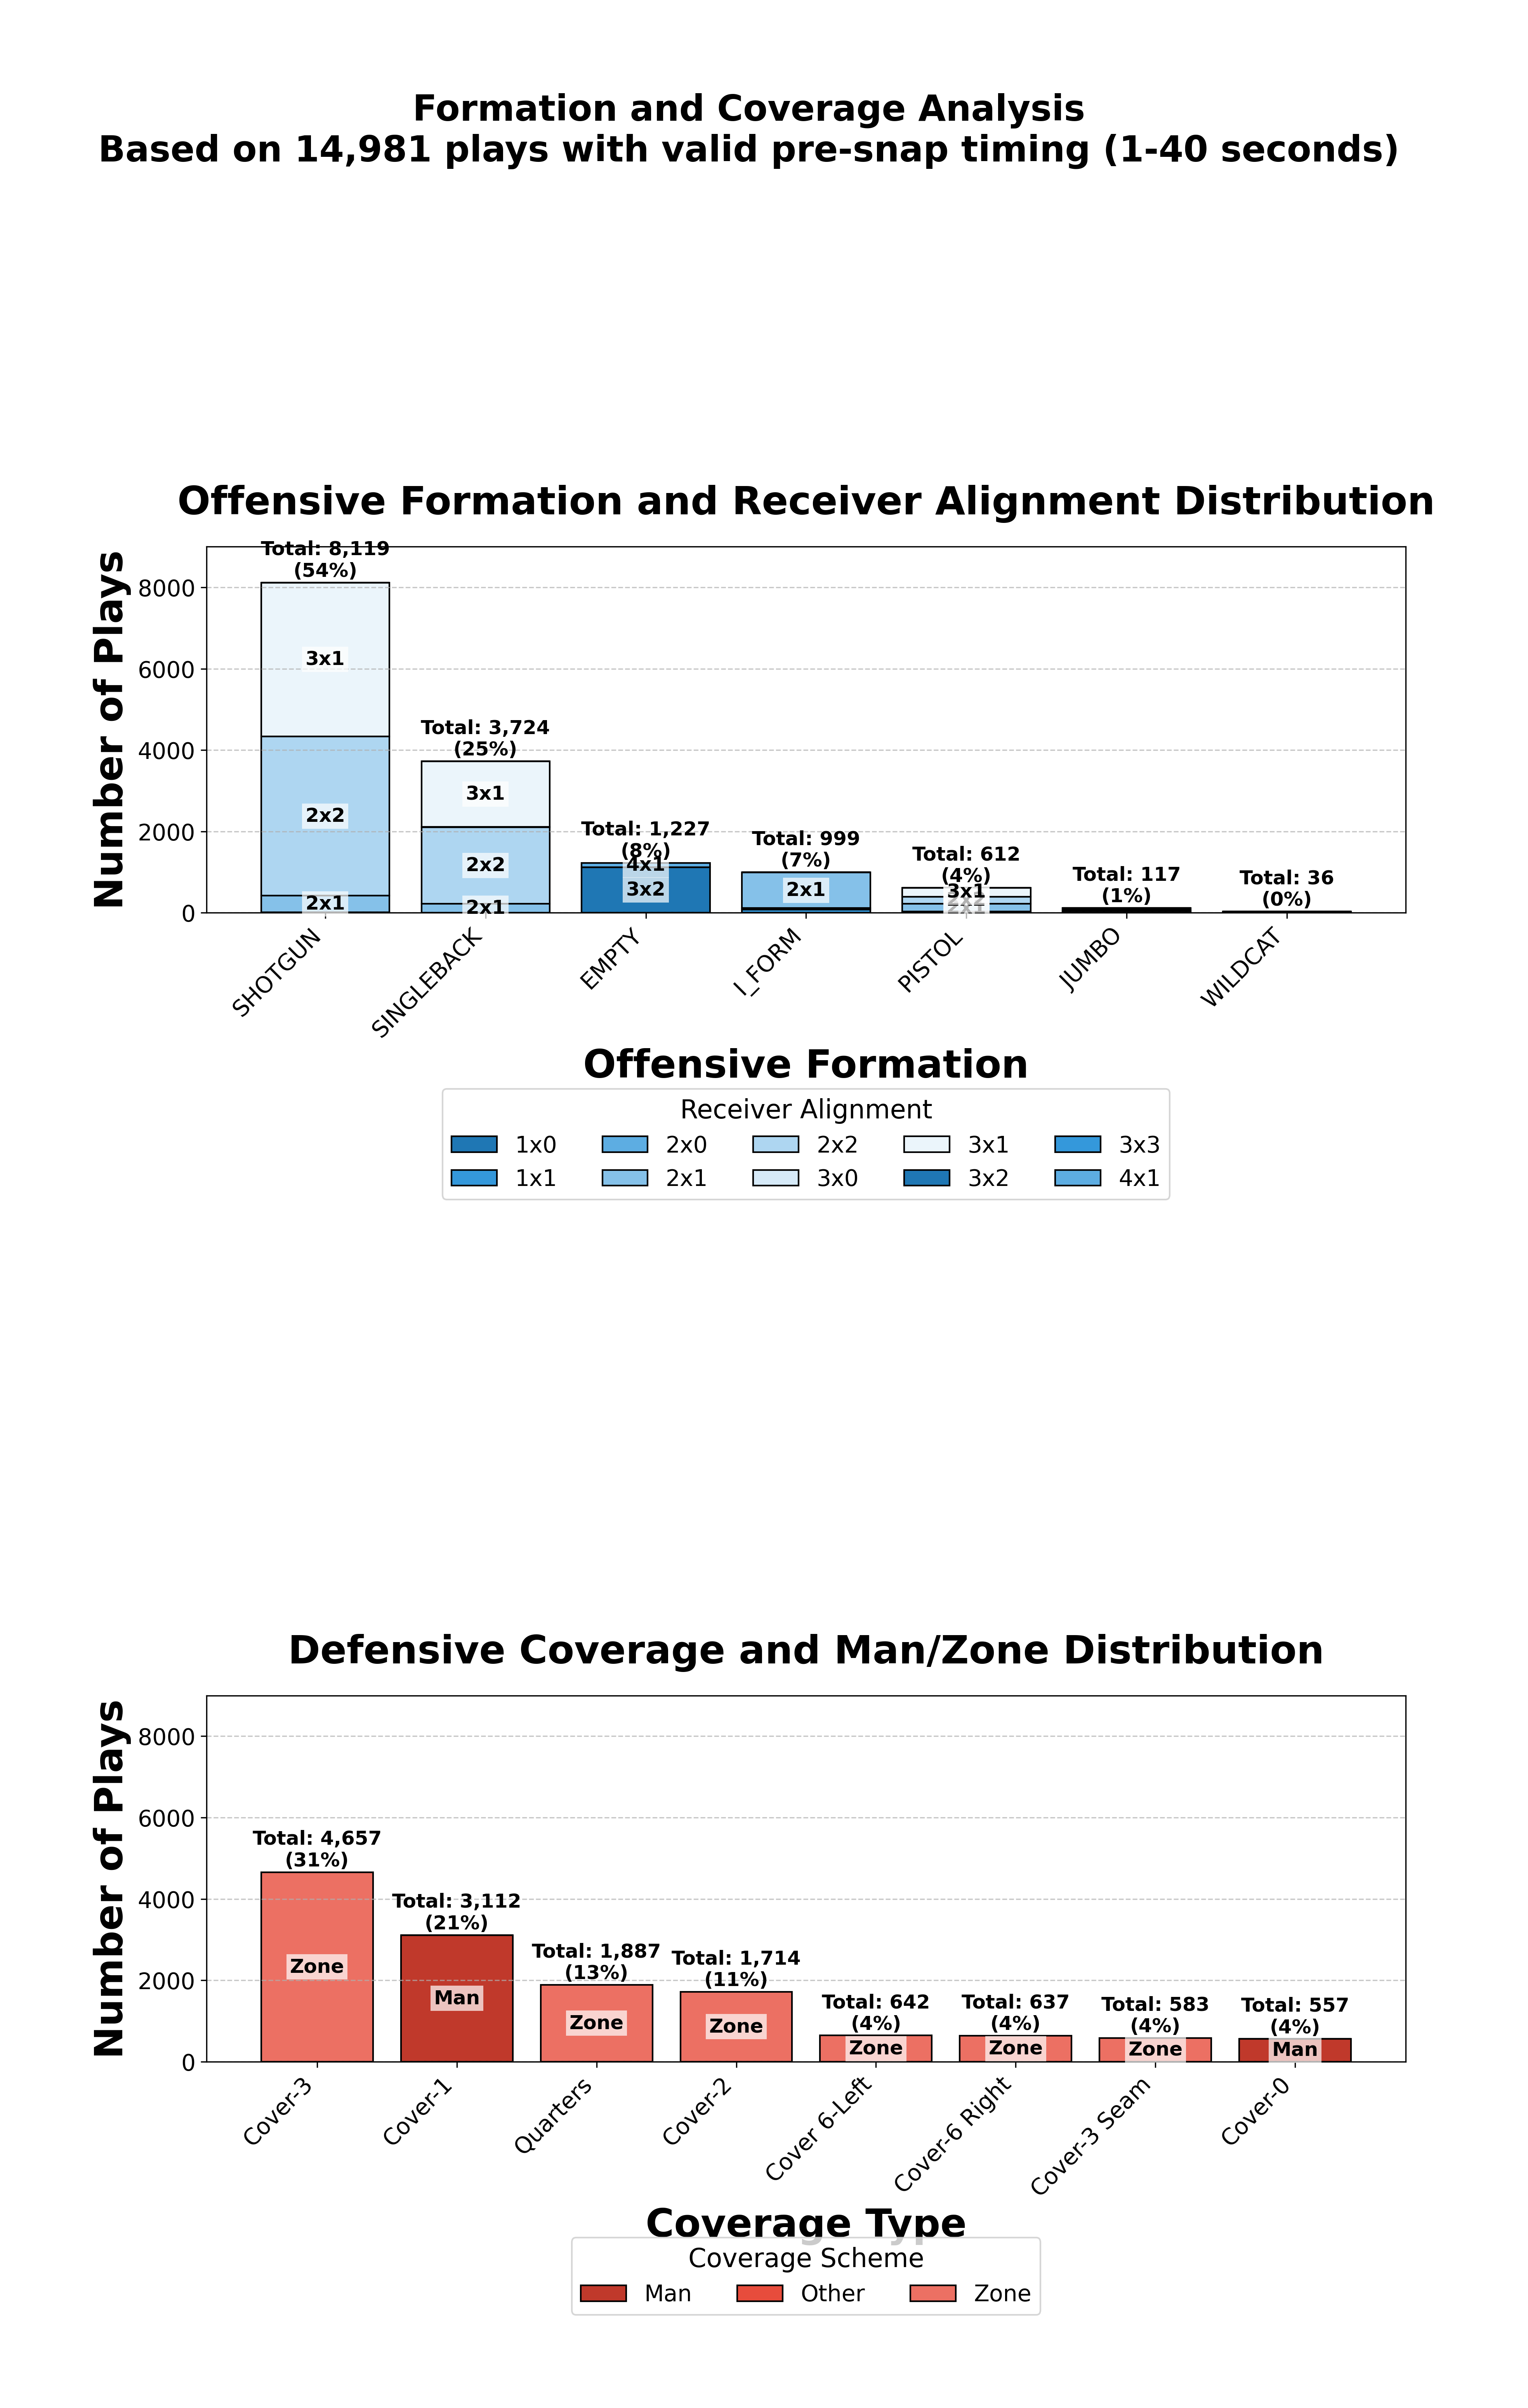 Formation and Coverage Analysis
Based on 14,981 plays with valid pre-snap timing (1-40 seconds)
Offensive Formation and Receiver Alignment Distribution
Number of Plays
8000
6000
4000
2000
0
Total: 8,119
(54%)
3x1
2x2
2x1
Total: 3,724
(25%)
3x1
2x2
2x1
Total: 1,227
(8%)
4x1
3x2
Total: 999
(7%)
2x1
Total: 612
(4%)
3x1
2x2
2x1
Total: 117
(1%)
Total: 36
(0%)
SHOTGUN
SINGLEBACK
EMPTY
I_FORM
PISTOL
JUMBO
WILDCAT
Offensive Formation
Receiver Alignment
1x0 2x0 2x2 3x1 3x3
1x1 2x1 3x0 3x2 4x1
Defensive Coverage and Man/Zone Distribution
Number of Plays
8000
6000
4000
2000
0
Total: 4,657
(31%)
Zone
Total: 3,112
(21%)
Man
Total: 1,887
(13%)
Zone
Total: 1,714
(11%)
Zone
Total: 642
(4%)
Zone
Total: 637
(4%)
Zone
Total: 583
(4%)
Zone
Total: 557
(4%)
Man
Cover-3
Cover-1
Quarters
Cover-2
Cover 6-Left
Cover-6 Right
Cover-3 Seam
Cover-0
Coverage Type
Coverage Scheme
Man Other Zone